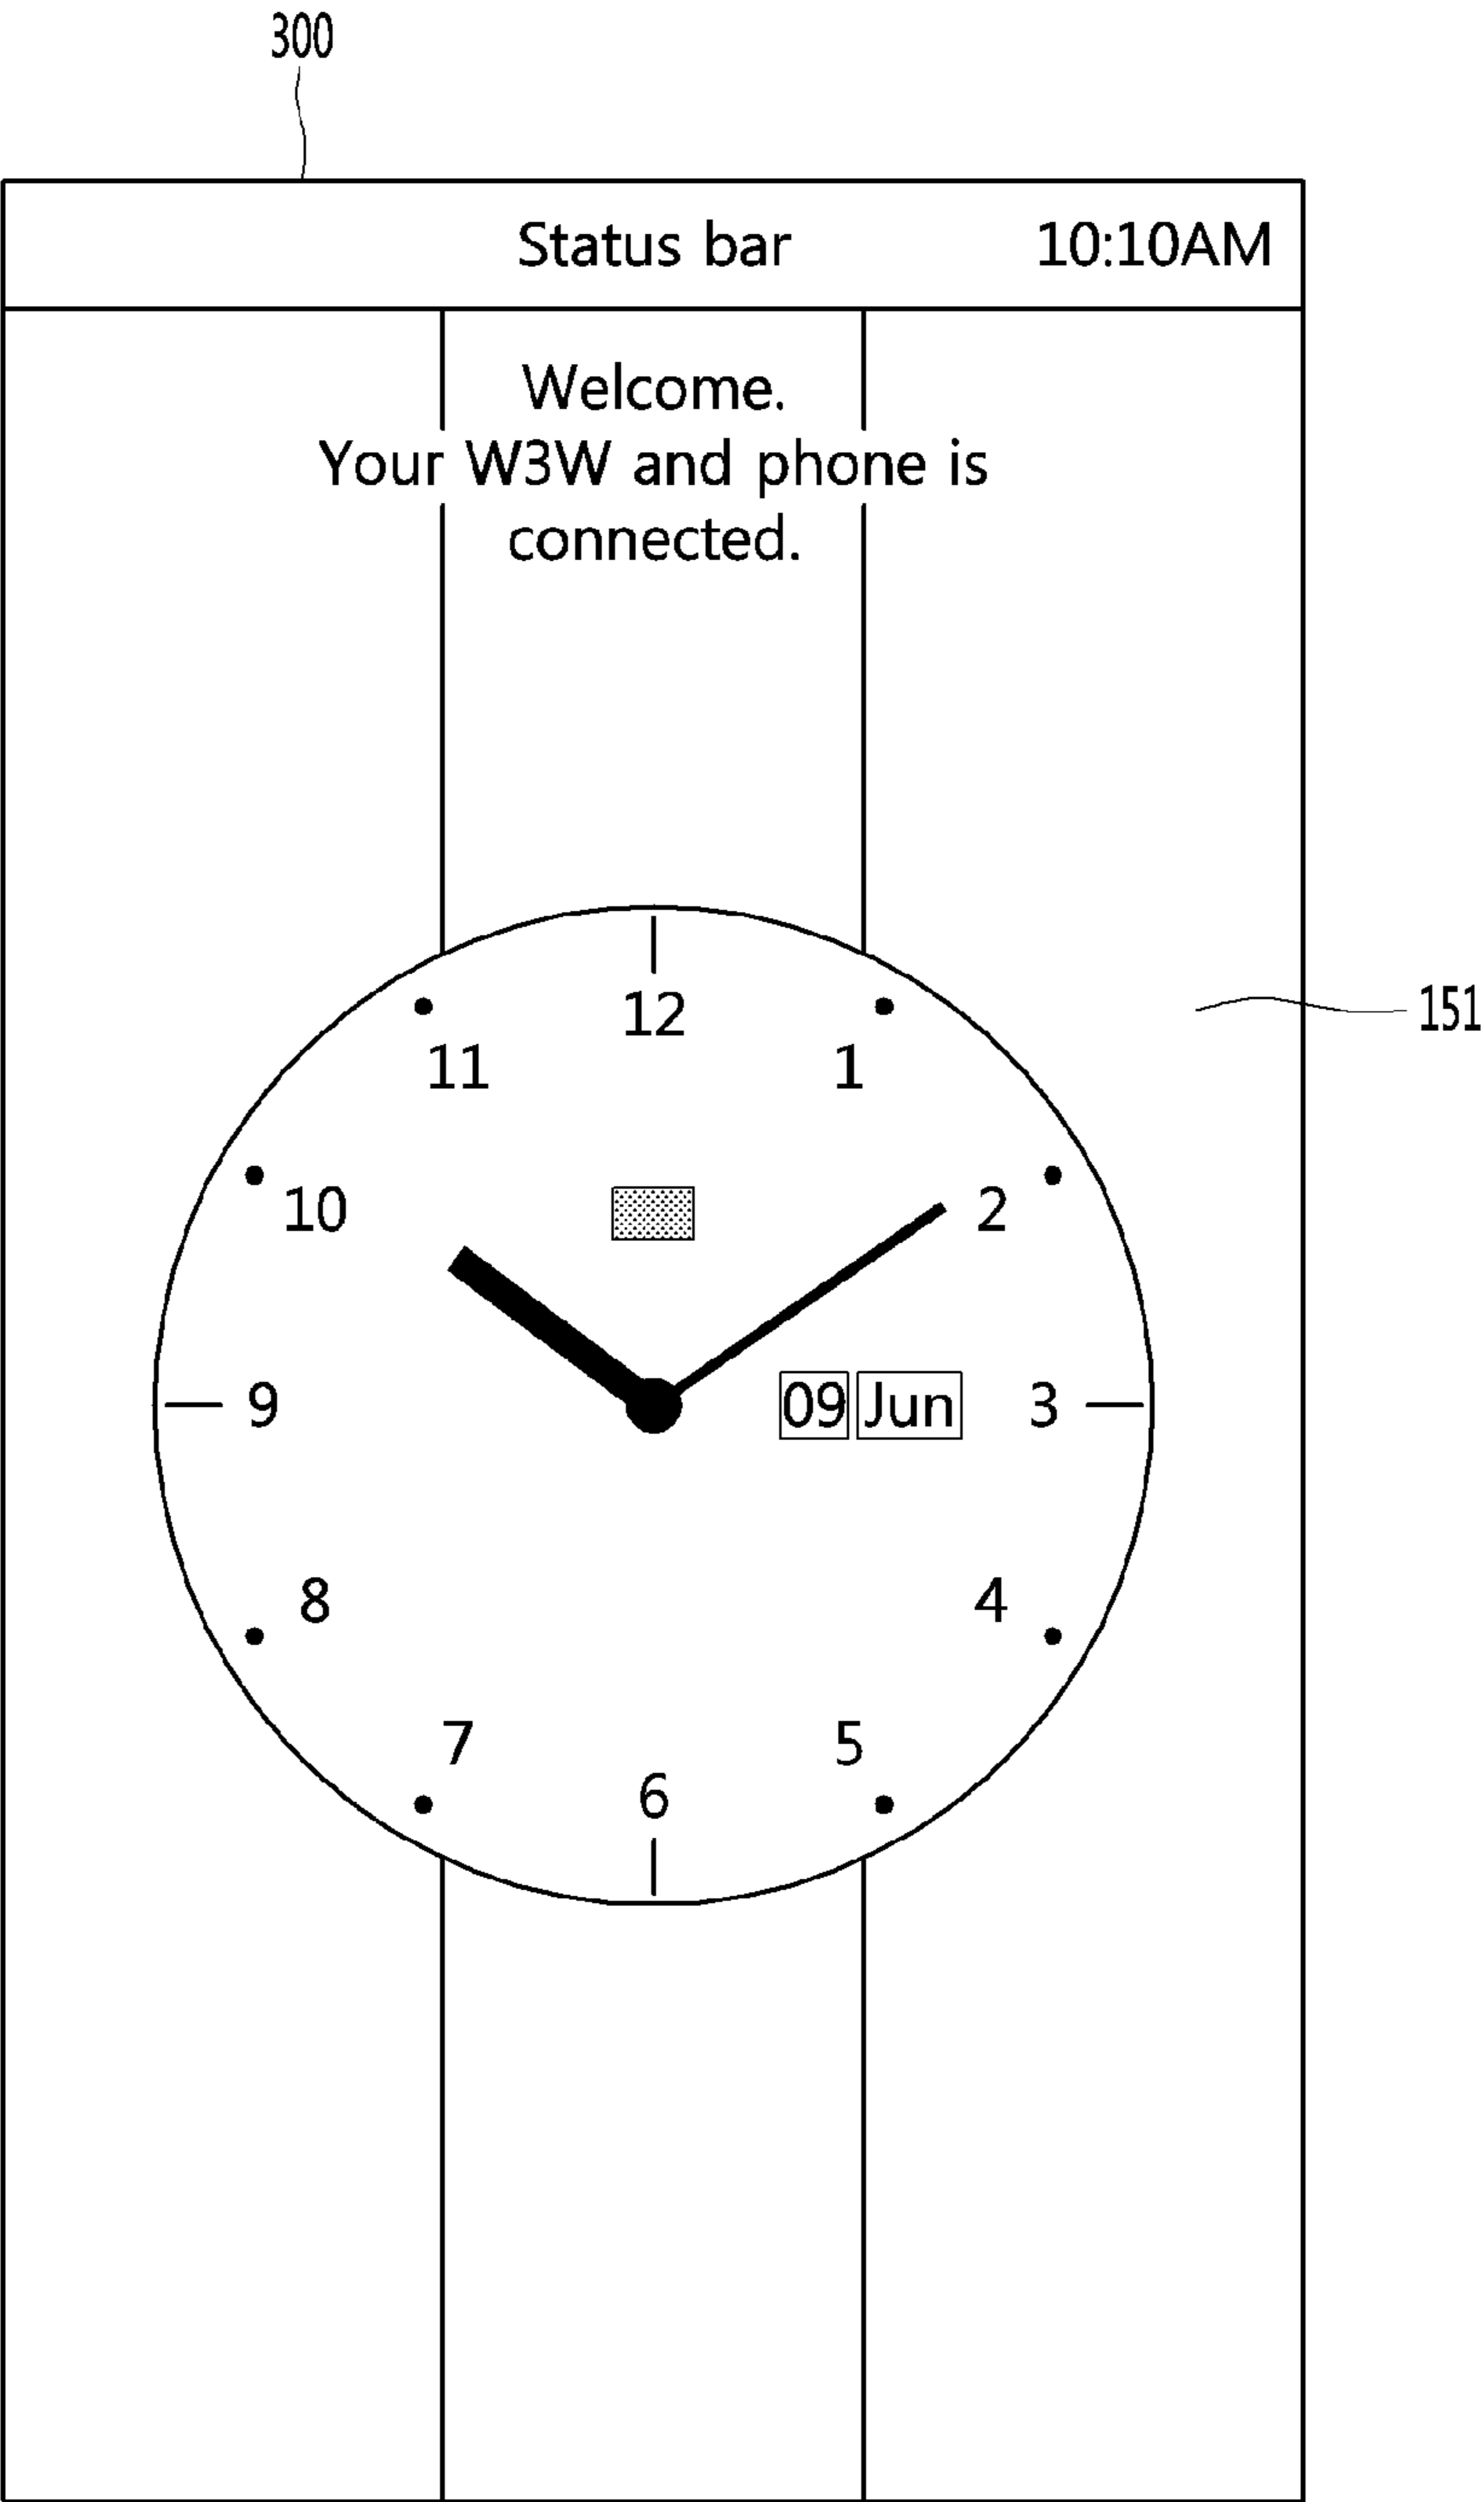 300
Status bar 10:10AM
Welcome.
Your W3W and phone is
connected.
151
12
11 1
10 2
9 09 Jun 3
8 4
7 5
6